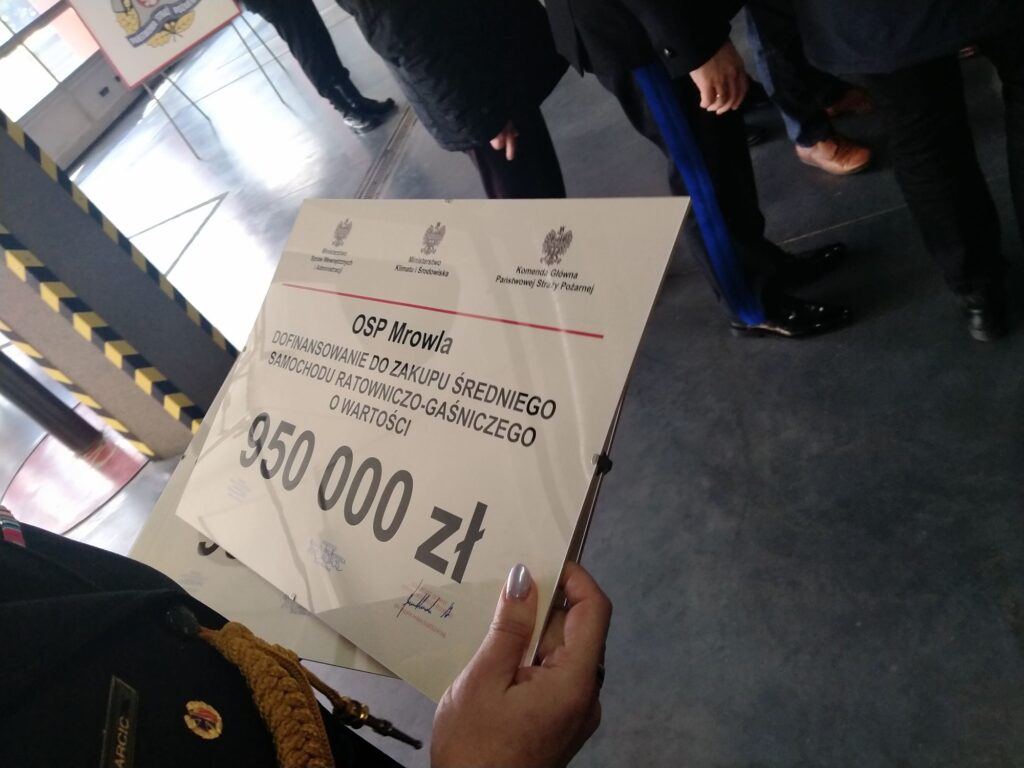 Ministerstwo
Spraw Wewnętrznych
i Administracji
Ministerstwo
Klimatu i Środowiska
Komenda Główna
Państwowej Straży Pożarnej
OSP Mrowla
DOFINANSOWANIE DO ZAKUPU ŚREDNIEGO
SAMOCHODU RATOWNICZO-GAŚNICZEGO
O WARTOŚCI
950 000 zł
ARCIC